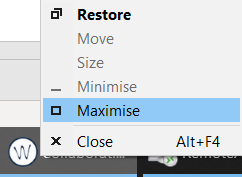 Restore
Move
Size
Minimise
Maximise
Close Alt+F4
W